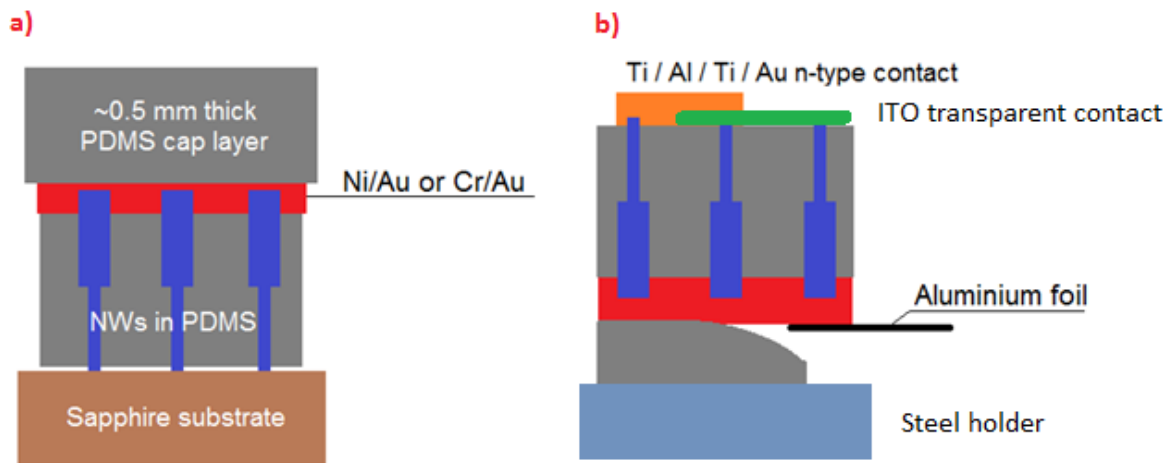 a)
~0.5 mm thick
PDMS cap layer
Ni/Au or Cr/Au
NWs in PDMS
Sapphire substrate
b)
Ti / Al / Ti / Au n-type contact
ITO transparent contact
Aluminium foil
Steel holder